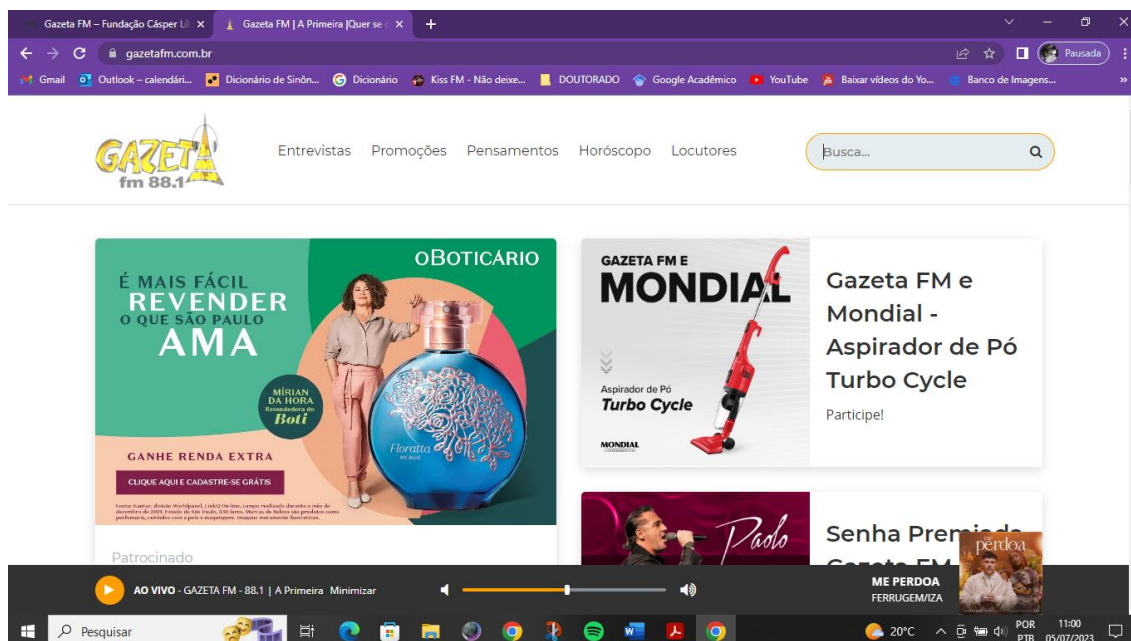 Gazeta FM – Fundação Cásper Lí
Gazeta FM | A Primeira |Quer se
gazetafm.com.br
Pausada
Gmail
Outlook – calendári...
Dicionário de Sinôn...
Dicionário
Kiss FM - Não deixe...
DOUTORADO
Google Acadêmico
YouTube
Baixar vídeos do Yo...
Banco de Imagens...
GAZETA
fm 88.1
Entrevistas
Promoções
Pensamentos
Horóscopo
Locutores
Busca...
oBOTICÁRIO
É MAIS FÁCIL
REVENDER
O QUE SÃO PAULO
AMA
MÍRIAN
DA HORA
Revendedora do
Boti
Floratta
MY BLUE
GANHE RENDA EXTRA
CLIQUE AQUI E CADASTRE-SE GRÁTIS
Patrocinado
GAZETA FM E
MONDIAL
Aspirador de Pó
Turbo Cycle
MONDIAL
Gazeta FM e
Mondial -
Aspirador de Pó
Turbo Cycle
Participe!
Paolo
Senha Premiada
Gazeta FM
AO VIVO - GAZETA FM - 88.1 | A Primeira
Minimizar
ME PERDOA
FERRUGEM/IZA
perdoa
Pesquisar
20°C
POR
PTB
11:00
05/07/2023